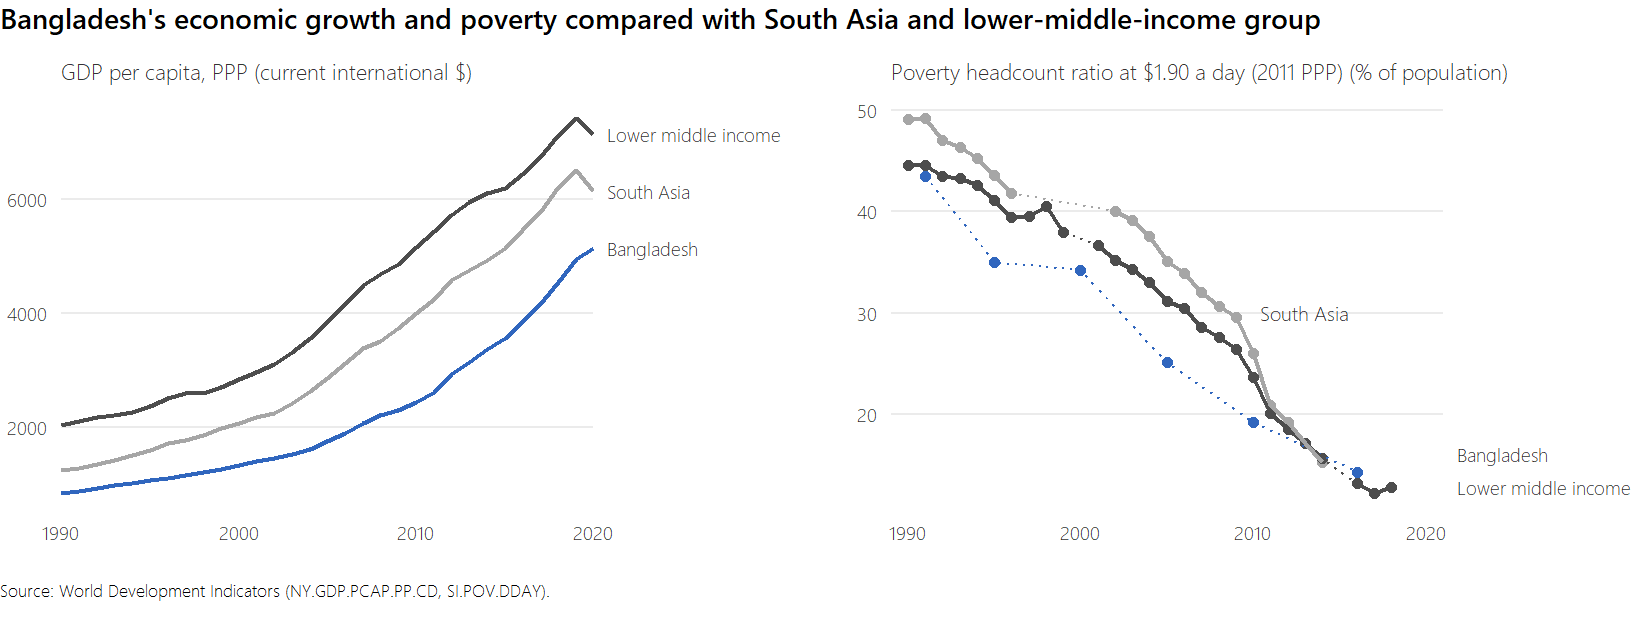 Bangladesh's economic growth and poverty compared with South Asia and lower-middle-income group
GDP per capita, PPP (current international $)
Lower middle income
South Asia
Bangladesh
6000
4000
2000
1990
2000
2010
2020
Poverty headcount ratio at $1.90 a day (2011 PPP) (% of population)
50
40
30
20
South Asia
Bangladesh
Lower middle income
1990
2000
2010
2020
Source: World Development Indicators (NY.GDP.PCAP.PP.CD, SI.POV.DDAY).